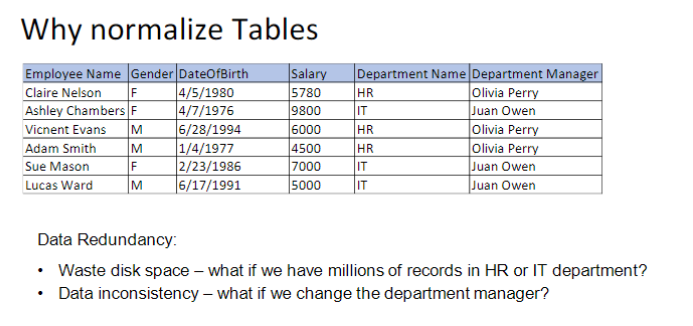 Why normalize Tables
Employee Name Gender DateOfBirth Salary Department Name Department Manager
Claire Nelson F 4/5/1980 5780 HR Olivia Perry
Ashley Chambers F 4/7/1976 9800 IT Juan Owen
Vicnent Evans M 6/28/1994 6000 HR Olivia Perry
Adam Smith M 1/4/1977 4500 HR Olivia Perry
Sue Mason F 2/23/1986 7000 IT Juan Owen
Lucas Ward M 6/17/1991 5000 IT Juan Owen
Data Redundancy:
• Waste disk space – what if we have millions of records in HR or IT department?
• Data inconsistency – what if we change the department manager?